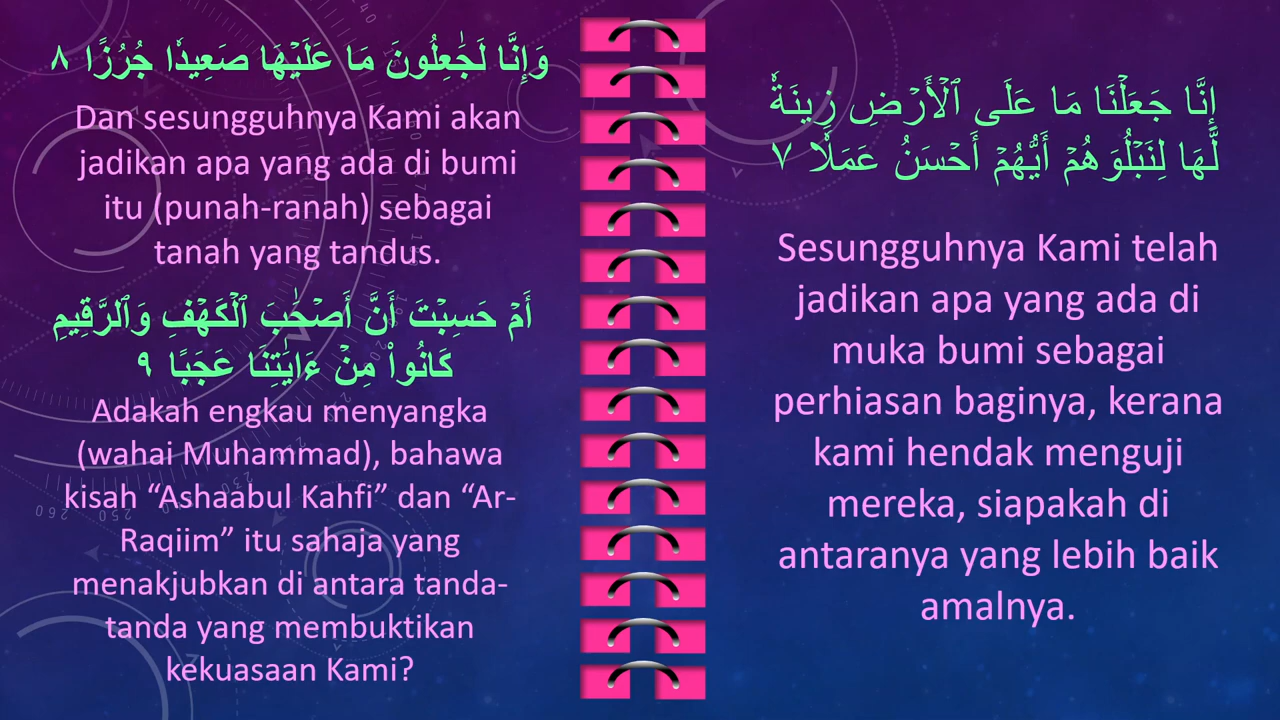 إِنَّا جَعَلۡنَا مَا عَلَى ٱلۡأَرۡضِ زِينَةٗ
لَّهَا لِنَبۡلُوَهُمۡ أَيُّهُمۡ أَحۡسَنُ عَمَلٗا ٧
Sesungguhnya Kami telah
jadikan apa yang ada di
muka bumi sebagai
perhiasan baginya, kerana
kami hendak menguji
mereka, siapakah di
antaranya yang lebih baik
amalnya.
وَإِنَّا لَجَٰعِلُونَ مَا عَلَيۡهَا صَعِيدٗا جُرُزًا ٨
Dan sesungguhnya Kami akan
jadikan apa yang ada di bumi
itu (punah-ranah) sebagai
tanah yang tandus.
أَمۡ حَسِبۡتَ أَنَّ أَصۡحَٰبَ ٱلۡكَهۡفِ وَٱلرَّقِيمِ
كَانُواْ مِنۡ ءَايَٰتِنَا عَجَبًا ٩
Adakah engkau menyangka
(wahai Muhammad), bahawa
kisah “Ashaabul Kahfi” dan “Ar-
Raqiim” itu sahaja yang
menakjubkan di antara tanda-
tanda yang membuktikan
kekuasaan Kami?